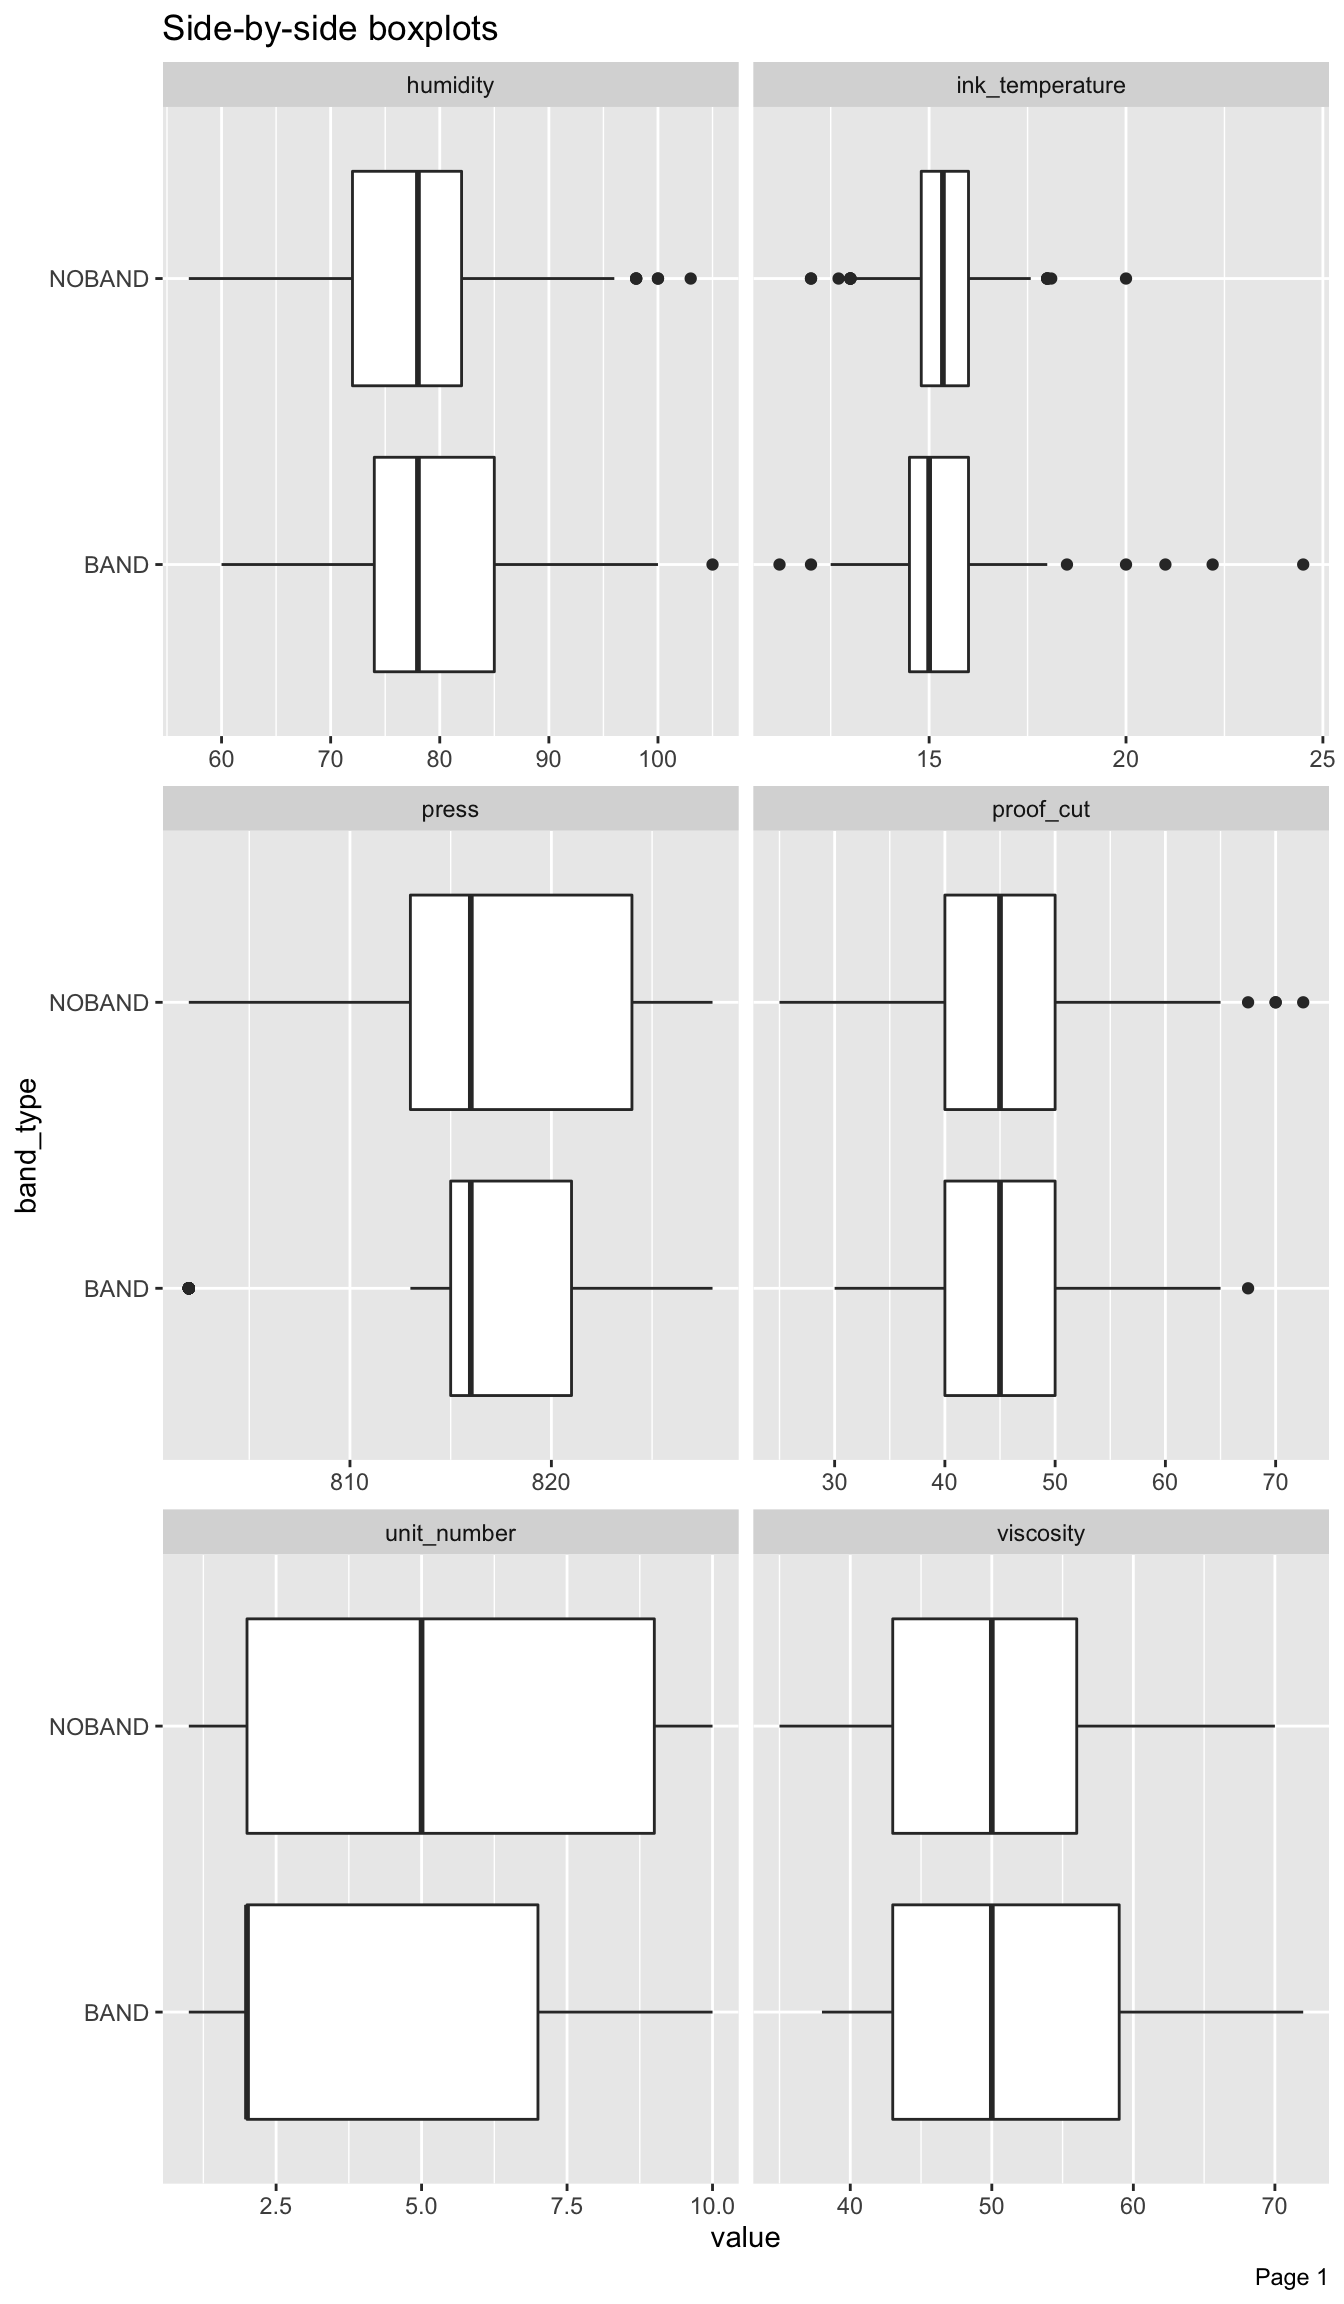 Side-by-side boxplots
humidity
ink_temperature
NOBAND
BAND
60 70 80 90 100
15 20 25
press
proof_cut
NOBAND
BAND
810 820
30 40 50 60 70
band_type
unit_number
viscosity
NOBAND
BAND
2.5 5.0 7.5 10.0
40 50 60 70
value
Page 1